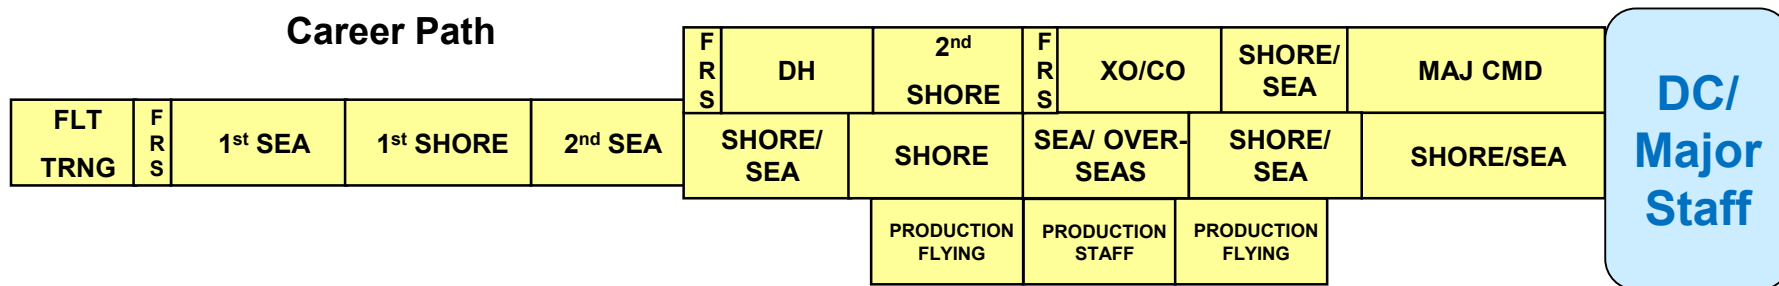 Career Path
FLT
TRNG
F
R
S
1st SEA
1st SHORE
2nd SEA
F
R
S
DH
2nd
SHORE
F
R
S
XO/CO
SHORE/
SEA
MAJ CMD
SHORE/
SEA
SHORE
SEA/ OVER-
SEAS
SHORE/
SEA
SHORE/SEA
PRODUCTION
FLYING
PRODUCTION
STAFF
PRODUCTION
FLYING
DC/
Major
Staff